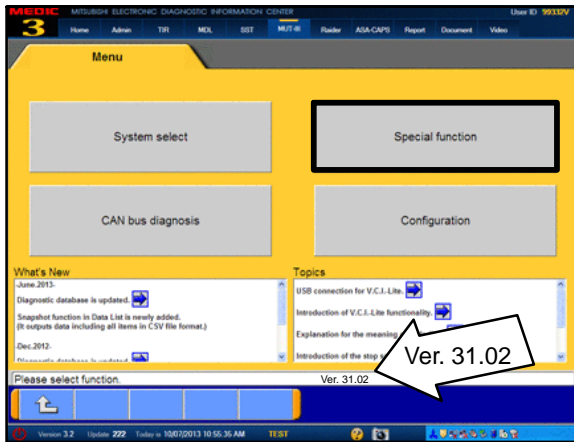 MEDIC MITSUBISHI ELECTRONIC DIAGNOSTIC INFORMATION CENTER User ID 99332V
3 Home Admin TIR MDL SST MUT-III Raider ASA-CAPS Report Document Video
Menu
System select
Special function
CAN bus diagnosis
Configuration
What's New
-June.2013-
Diagnostic database is updated.
Snapshot function in Data List is newly added.
(It outputs data including all items in CSV file format.)
-Dec.2012-
Diagnostic database is updated.
Topics
USB connection for V.C.I.-Lite.
Introduction of V.C.I.-Lite functionality.
Explanation for the meaning
Introduction of the stop
Ver. 31.02
Please select function.
Ver. 31.02
Version 3.2 Update 222 Today is 10/07/2013 10:55:35 AM TEST